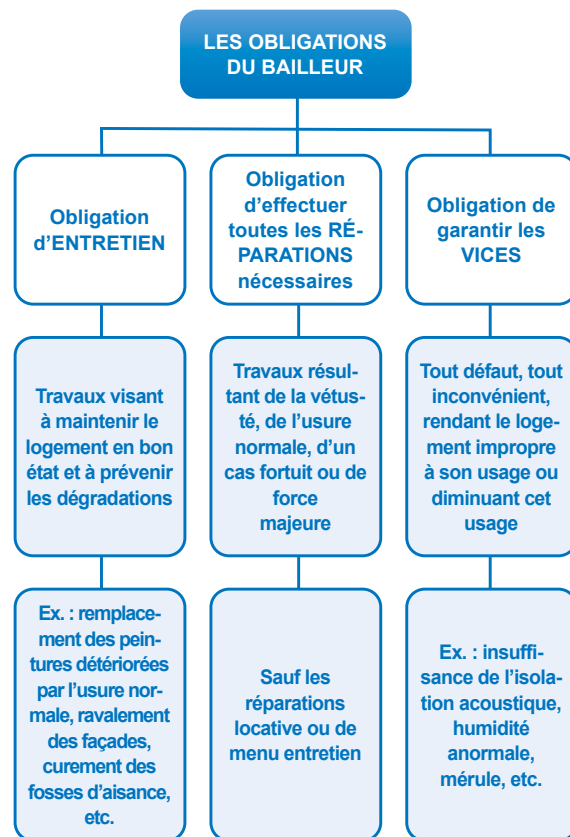 LES OBLIGATIONS
DU BAILLEUR
Obligation
d’ENTRETIEN
Obligation
d’effectuer
toutes les RÉ-
PARATIONS
nécessaires
Obligation de
garantir les
VICES
Travaux visant
à maintenir le
logement en bon
état et à prévenir
les dégradations
Travaux résul-
tant de la vétus-
té, de l’usure
normale, d’un
cas fortuit ou de
force
majeure
Tout défaut, tout
inconvénient,
rendant le loge-
ment impropre
à son usage ou
diminuant cet
usage
Ex. : remplace-
ment des pein-
tures détériorées
par l’usure nor-
male, ravalement
des façades,
curement des
fosses d’aisance,
etc.
Sauf les
réparations
locative ou de
menu entretien
Ex. : insuffi-
sance de l’isola-
tion acoustique,
humidité
anormale,
mérule, etc.